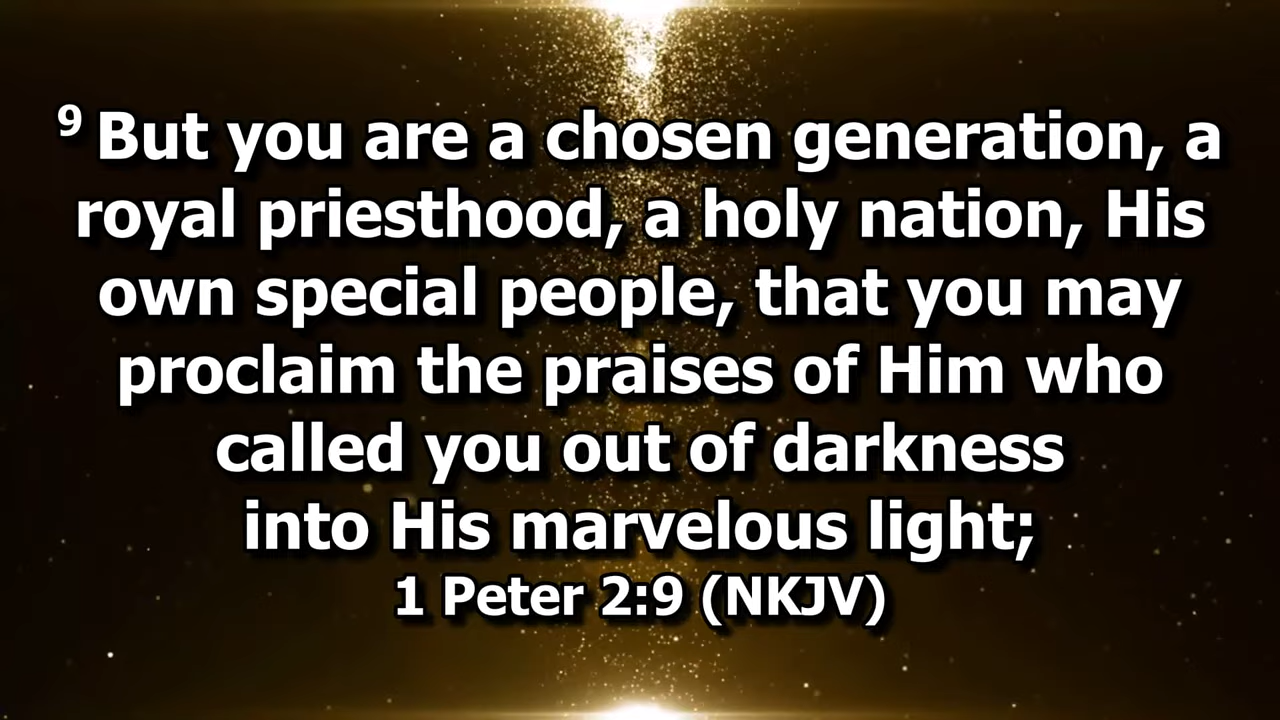 9 But you are a chosen generation, a
royal priesthood, a holy nation, His
own special people, that you may
proclaim the praises of Him who
called you out of darkness
into His marvelous light;
1 Peter 2:9 (NKJV)